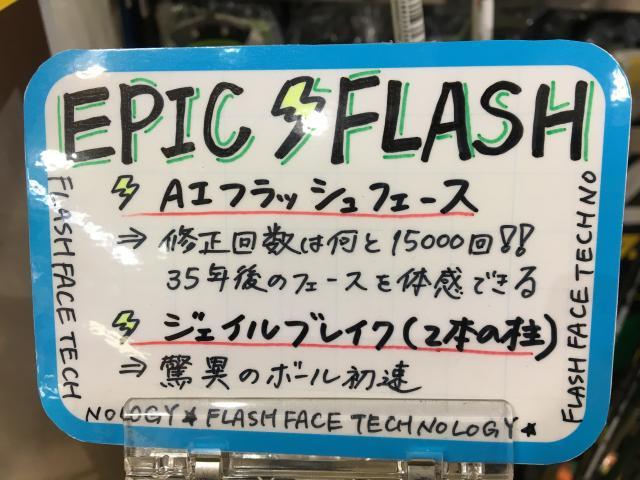 EPIC⚡FLASH
⚡AIフラッシュフェース
⇒ 修正回数は何と15000回!!
35年後のフェースを体感できる
⚡ジェイルブレイク(2本の柱)
⇒ 驚異のボール初速
FLASH FACE TECH
NOLOGY★FLASH FACE TECHNOLOGY★
FLASH FACE TECHNO